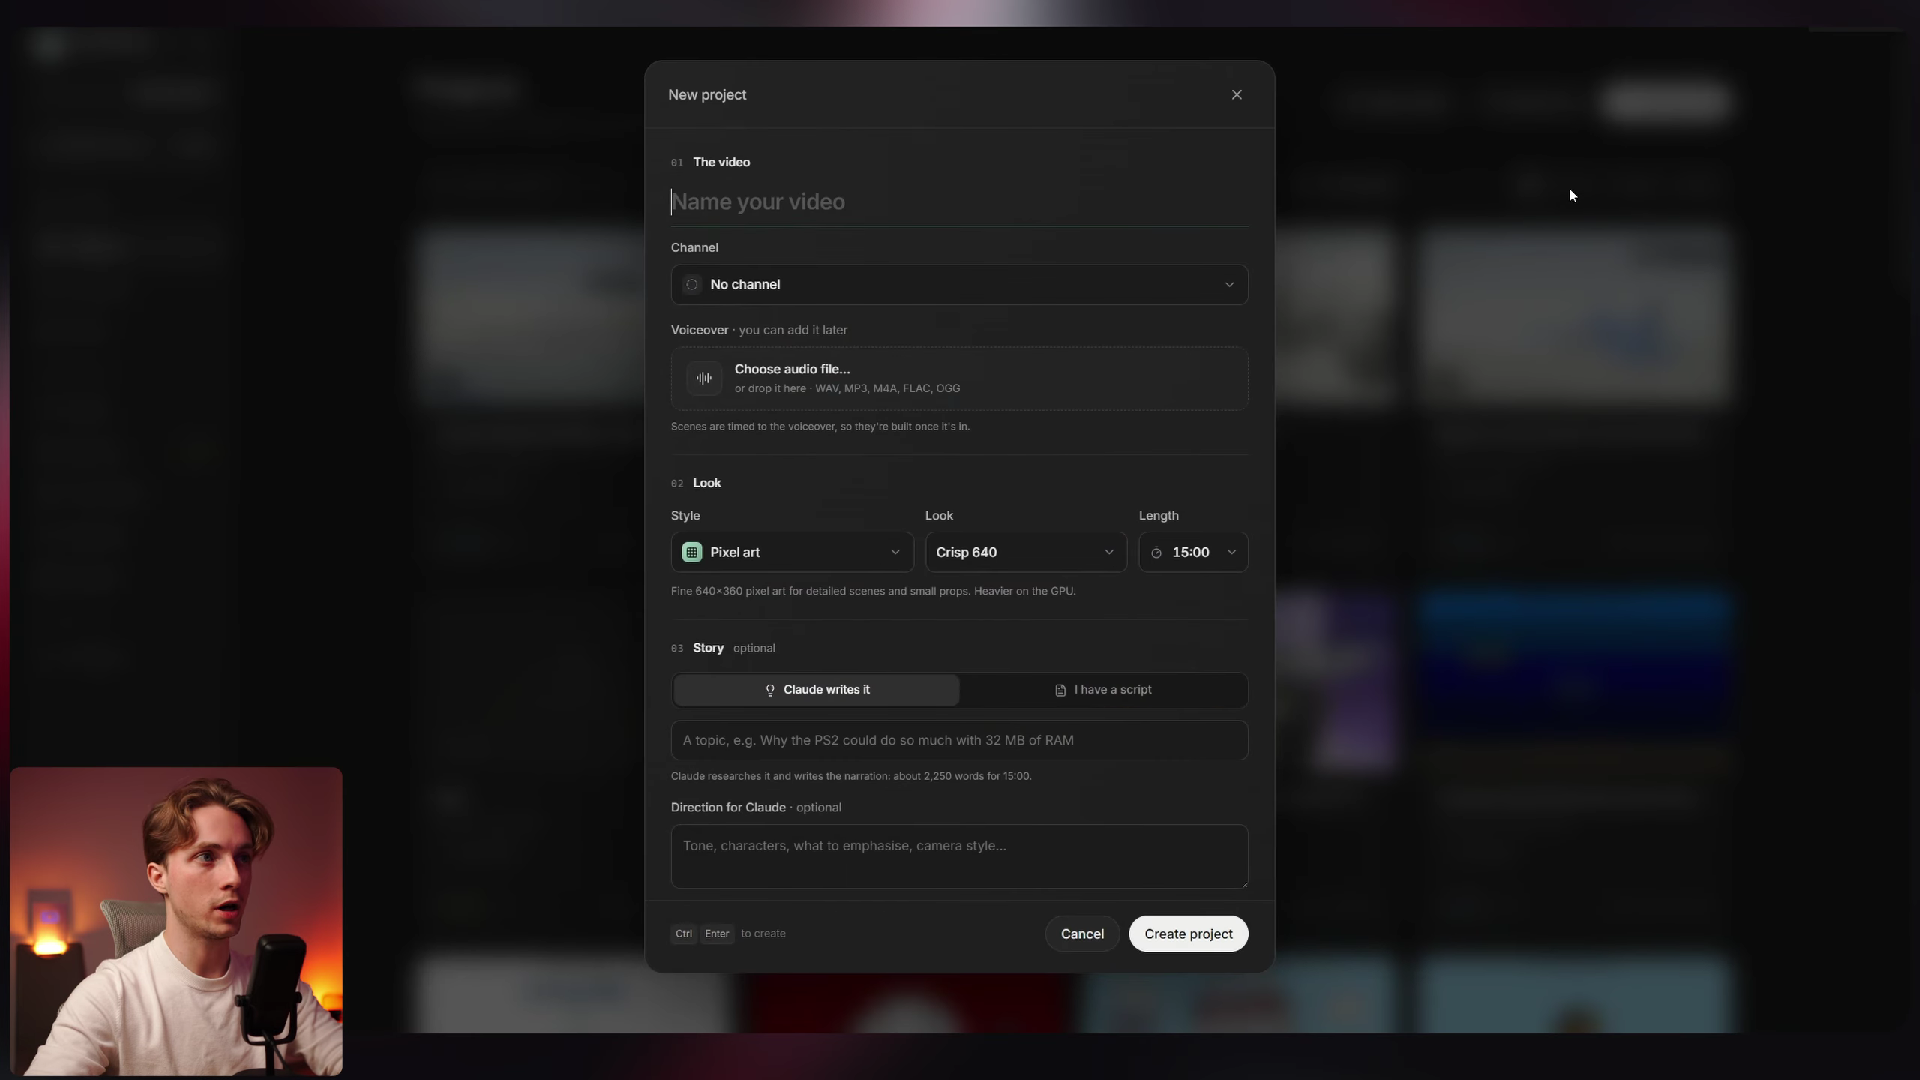 New project
01 The video
Name your video
Channel
No channel
Voiceover · you can add it later
Choose audio file...
or drop it here · WAV, MP3, M4A, FLAC, OGG
Scenes are timed to the voiceover, so they're built once it's in.
02 Look
Style Look Length
Pixel art Crisp 640 15:00
Fine 640×360 pixel art for detailed scenes and small props. Heavier on the GPU.
03 Story optional
Claude writes it I have a script
A topic, e.g. Why the PS2 could do so much with 32 MB of RAM
Claude researches it and writes the narration: about 2,250 words for 15:00.
Direction for Claude · optional
Tone, characters, what to emphasise, camera style...
Ctrl Enter to create Cancel Create project